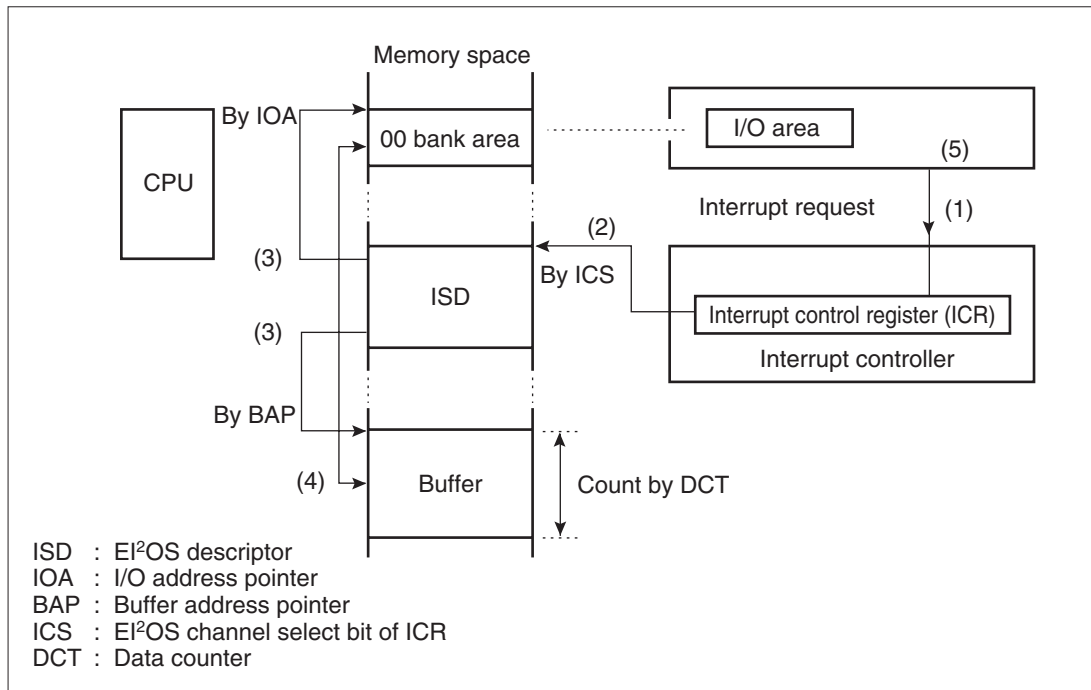 Memory space
By IOA
00 bank area
I/O area
CPU
(5)
Interrupt request
(1)
(2)
(3)
By ICS
ISD
Interrupt control register (ICR)
(3)
Interrupt controller
By BAP
(4)
Buffer
Count by DCT
ISD : EI²OS descriptor
IOA : I/O address pointer
BAP : Buffer address pointer
ICS : EI²OS channel select bit of ICR
DCT : Data counter